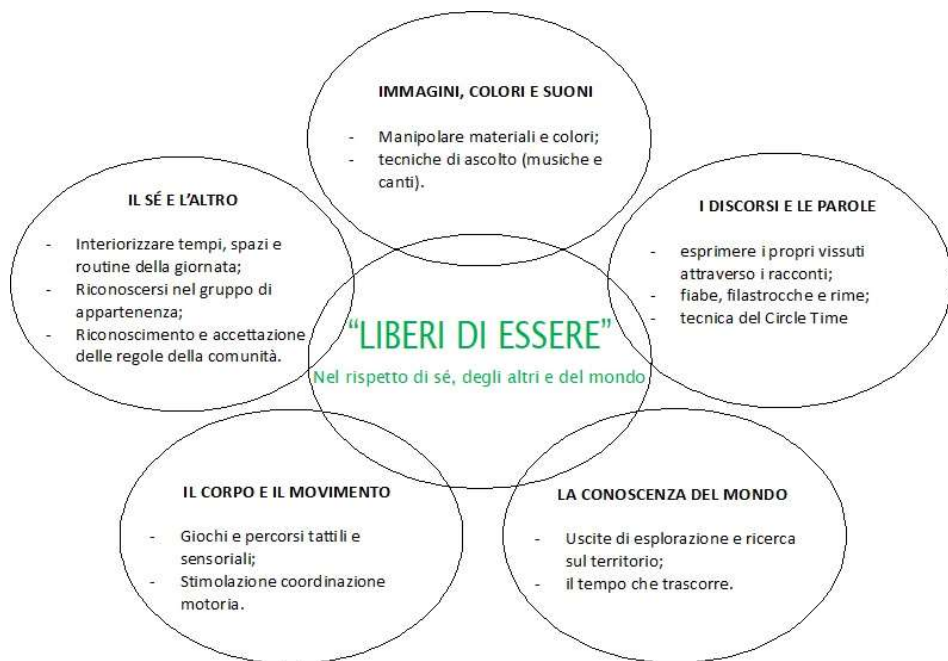 IMMAGINI, COLORI E SUONI
- Manipolare materiali e colori;
- tecniche di ascolto (musiche e
canti).
IL SÉ E L'ALTRO
- Interiorizzare tempi, spazi e
routine della giornata;
- Riconoscersi nel gruppo di
appartenenza;
- Riconoscimento e accettazione
delle regole della comunità.
I DISCORSI E LE PAROLE
- esprimere i propri vissuti
attraverso i racconti;
- fiabe, filastrocche e rime;
- tecnica del Circle Time
“LIBERI DI ESSERE”
Nel rispetto di sé, degli altri e del mondo
IL CORPO E IL MOVIMENTO
- Giochi e percorsi tattili e
sensoriali;
- Stimolazione coordinazione
motoria.
LA CONOSCENZA DEL MONDO
- Uscite di esplorazione e ricerca
sul territorio;
- il tempo che trascorre.